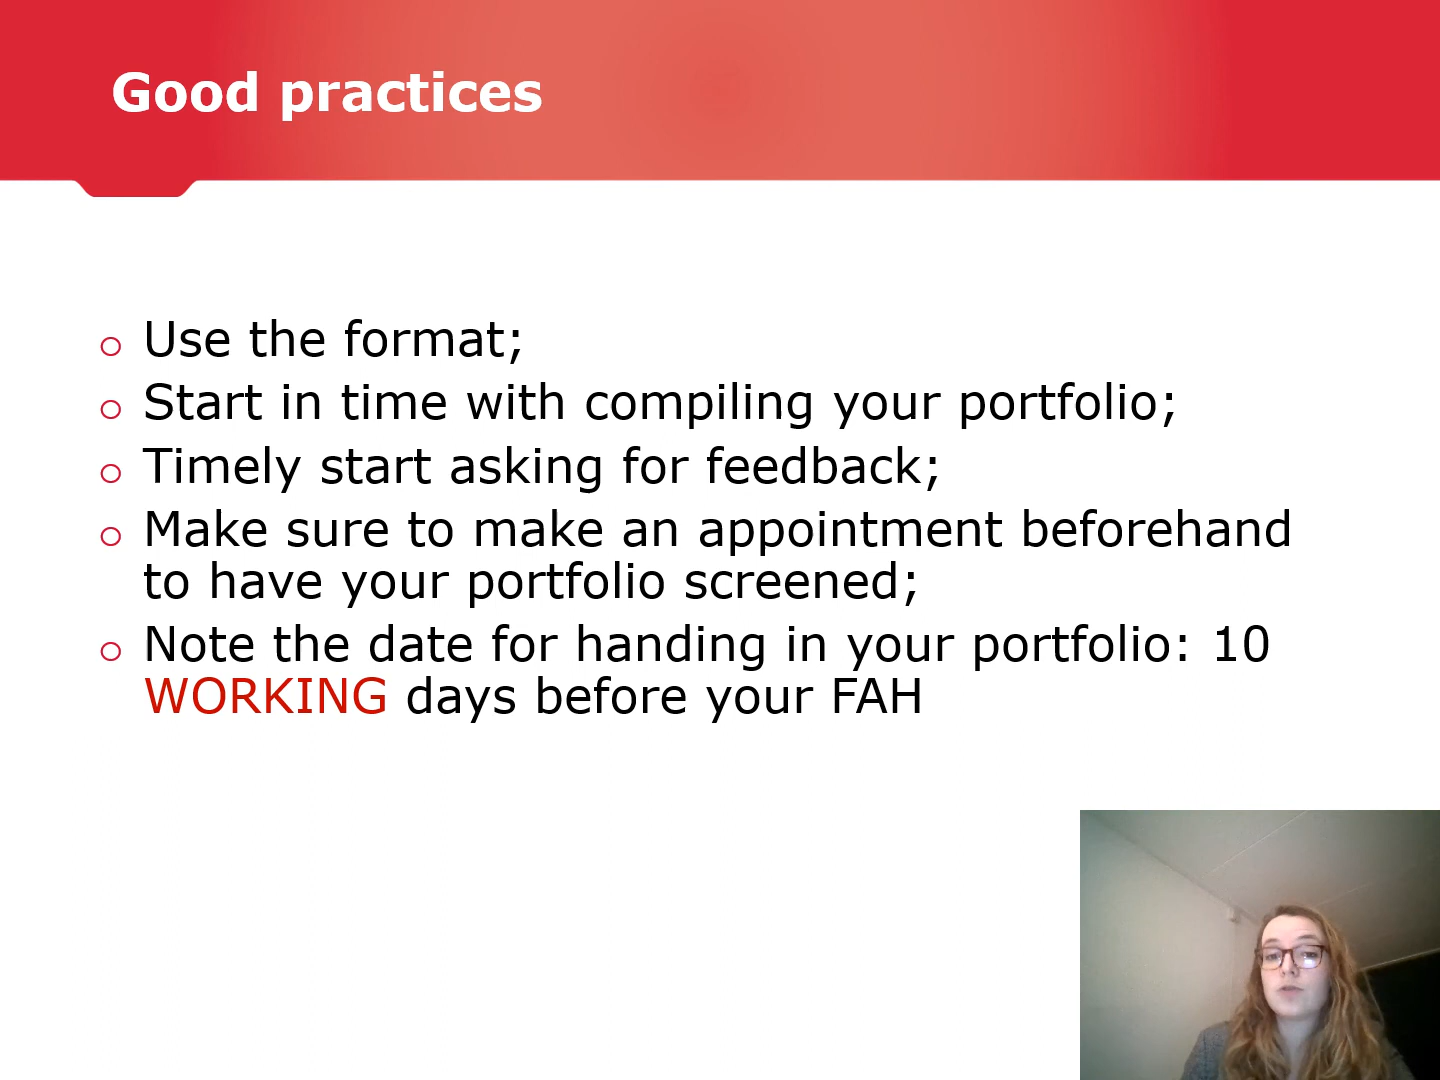 Good practices
Use the format;
Start in time with compiling your portfolio;
Timely start asking for feedback;
Make sure to make an appointment beforehand
to have your portfolio screened;
Note the date for handing in your portfolio: 10
WORKING days before your FAH